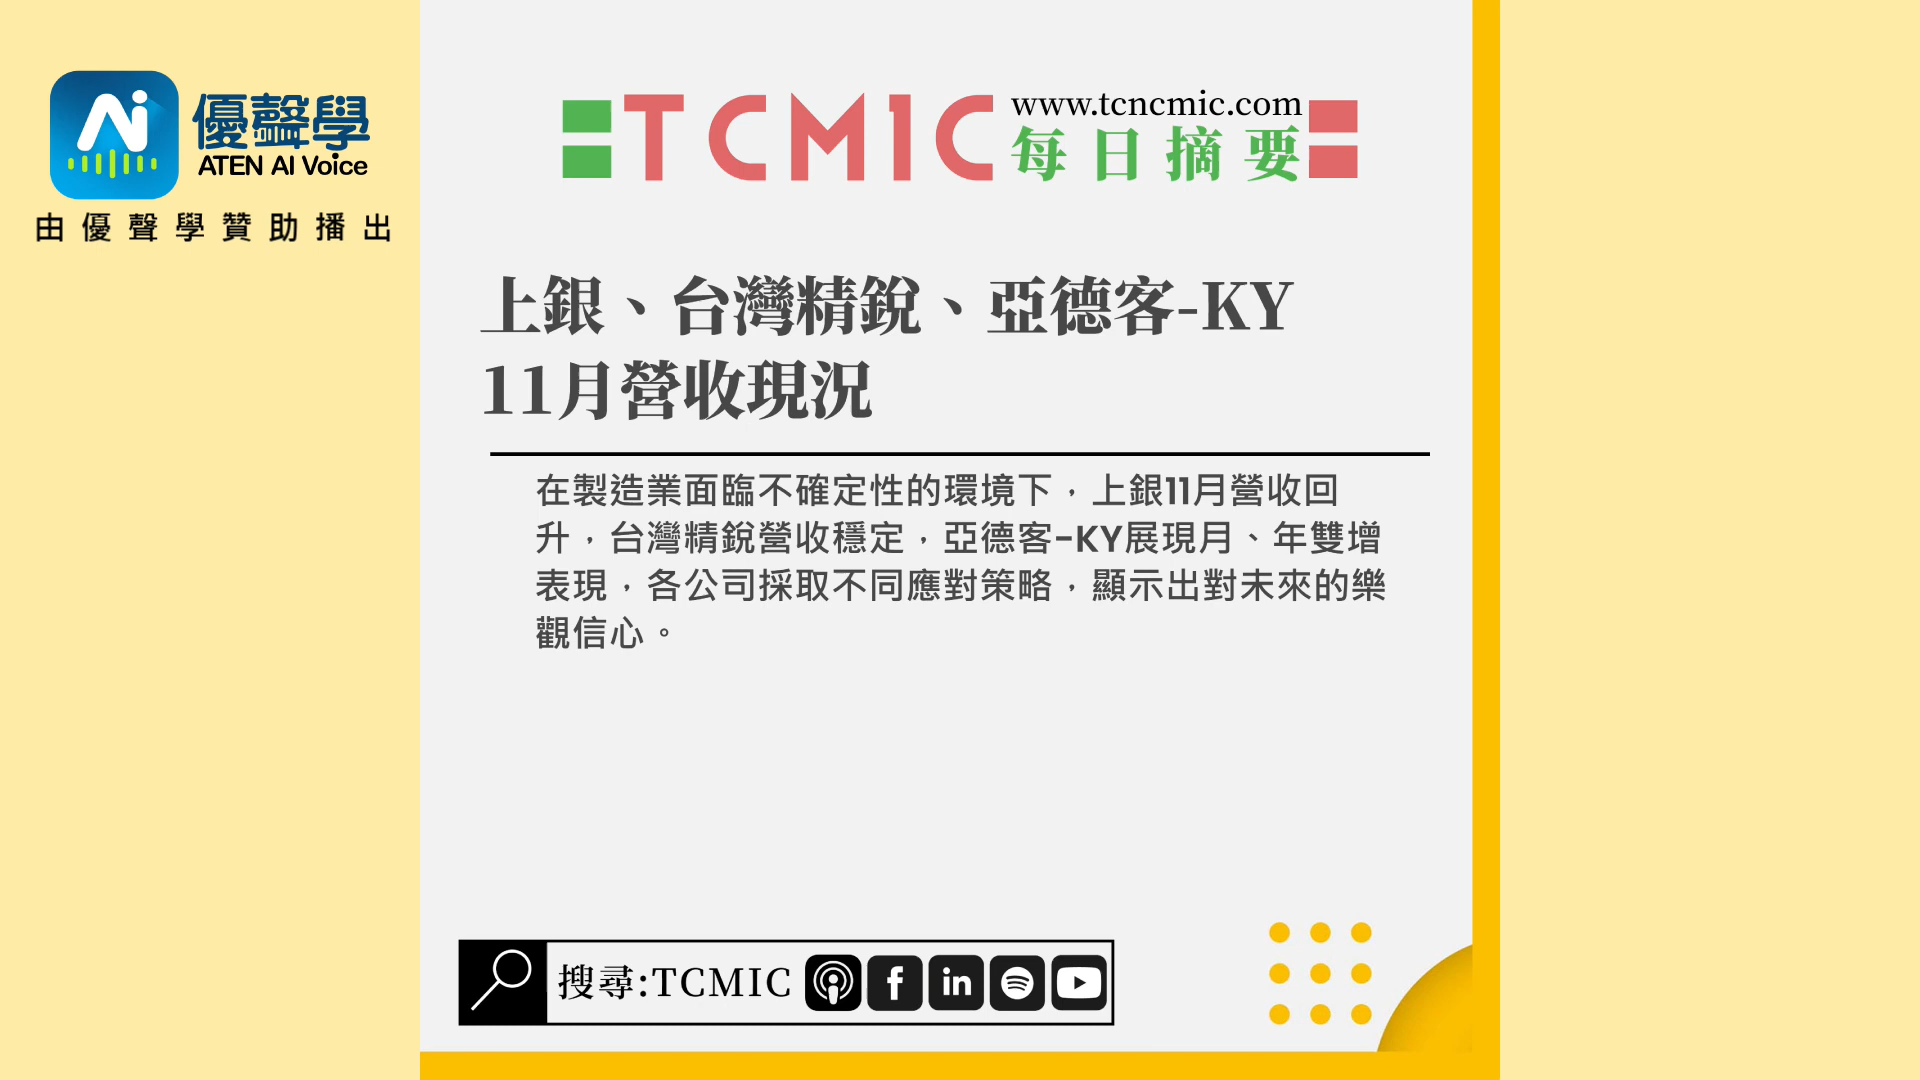 優聲學
ATEN AI Voice
由優聲學贊助播出
TCMIC
www.tcncmic.com
每日摘要
上銀、台灣精銳、亞德客-KY
11月營收現況
在製造業面臨不確定性的環境下，上銀11月營收回
升，台灣精銳營收穩定，亞德客-KY展現月、年雙增
表現，各公司採取不同應對策略，顯示出對未來的樂
觀信心。
搜尋:TCMIC